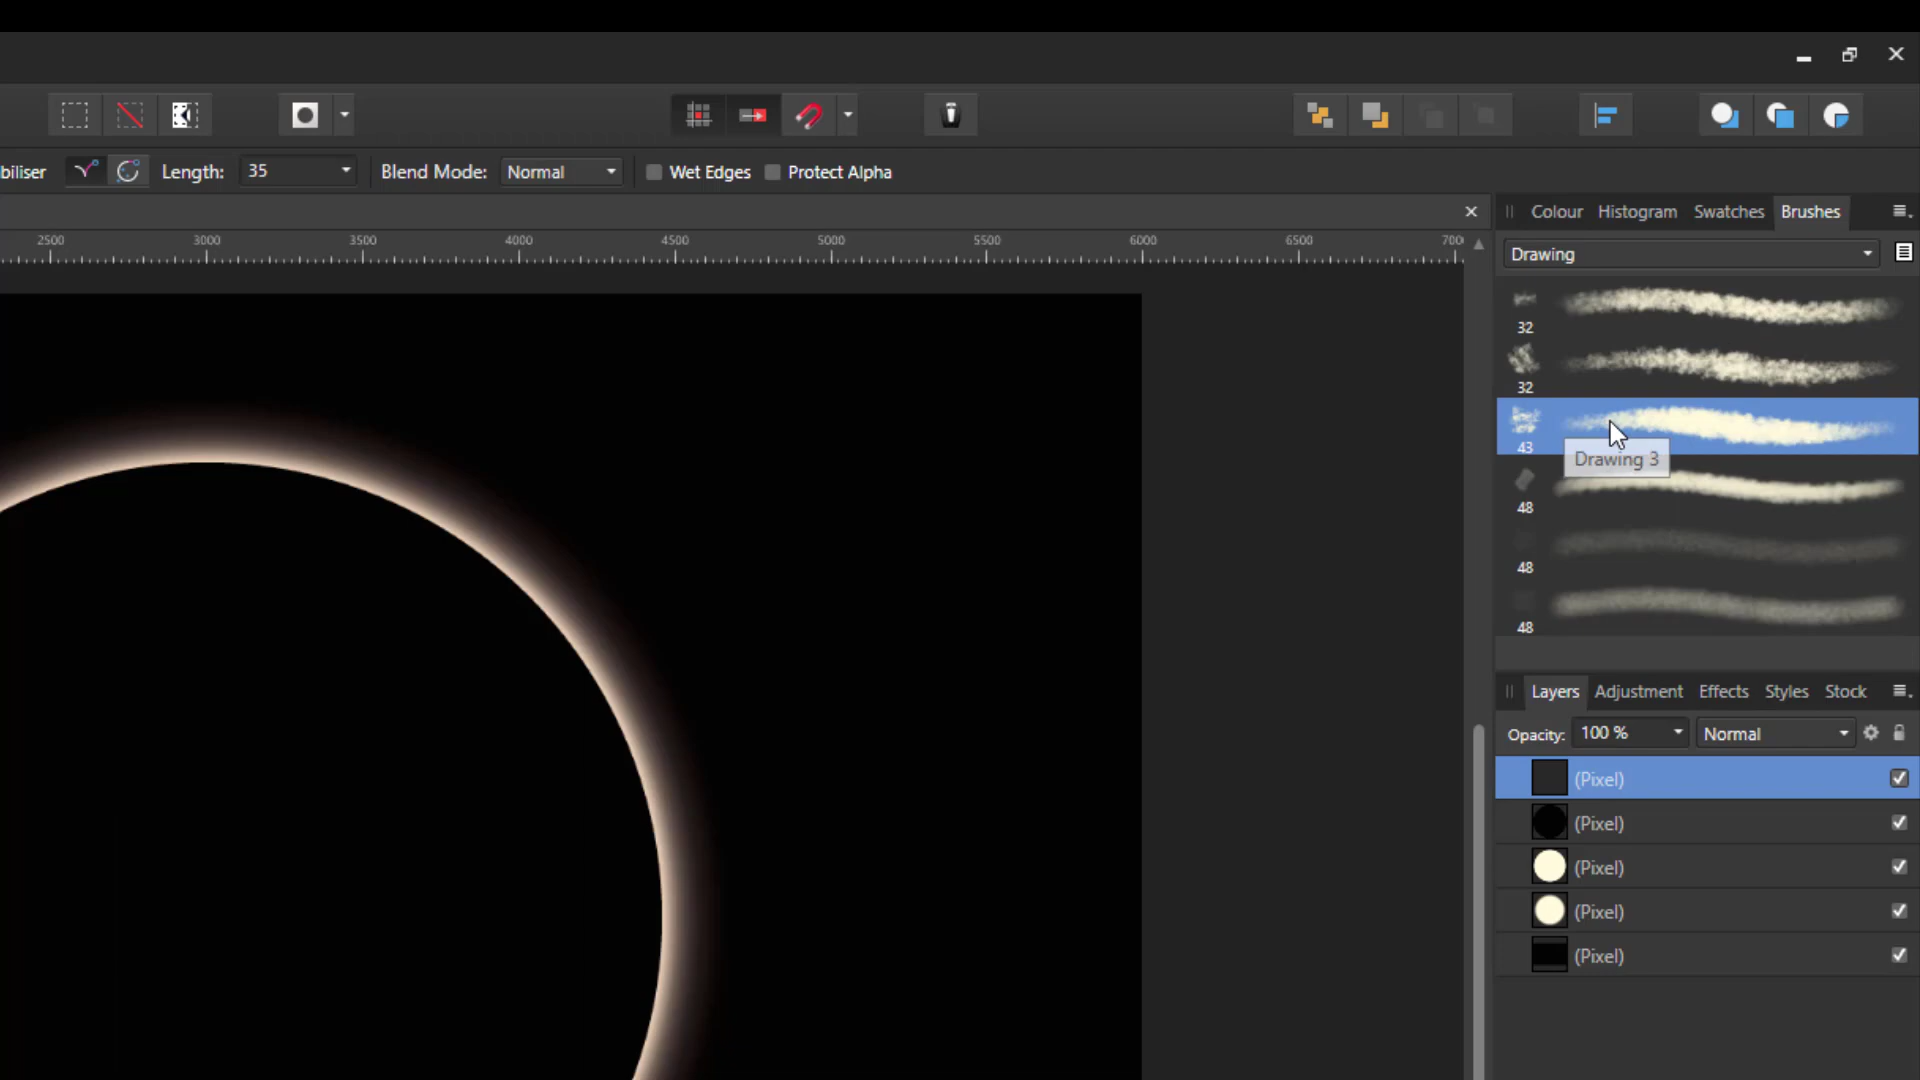 biliser Length: 35 Blend Mode: Normal Wet Edges Protect Alpha
Colour Histogram Swatches Brushes
2500 3000 3500 4000 4500 5000 5500 6000 6500 700
Drawing
32
32
43
Drawing 3
48
48
48
Layers Adjustment Effects Styles Stock
Opacity: 100 % Normal
(Pixel)
(Pixel)
(Pixel)
(Pixel)
(Pixel)